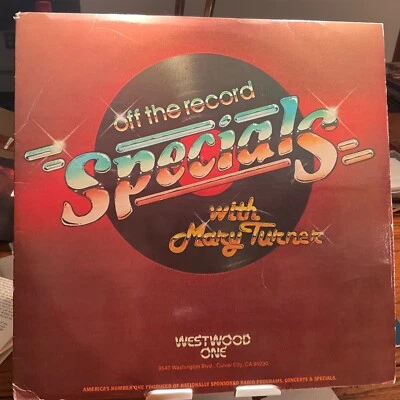 off the record
Specials
with
Mary Turner
WESTWOOD
ONE
9540 Washington Blvd., Culver City, CA 90230
AMERICA'S NUMBER ONE PRODUCER OF NATIONALLY SPONSORED RADIO PROGRAMS, CONCERTS & SPECIALS.